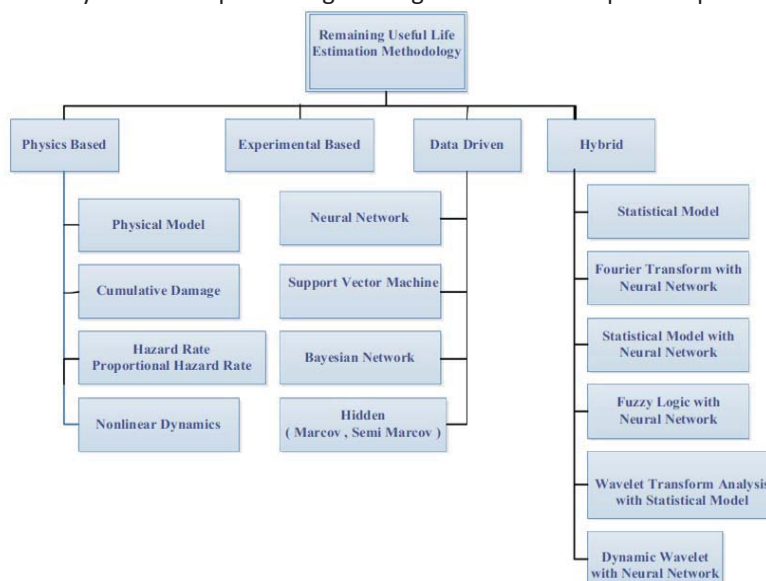 Remaining Useful Life
Estimation Methodology
Physics Based
Experimental Based
Data Driven
Hybrid
Physical Model
Cumulative Damage
Hazard Rate
Proportional Hazard Rate
Nonlinear Dynamics
Neural Network
Support Vector Machine
Bayesian Network
Hidden
( Marcov , Semi Marcov )
Statistical Model
Fourier Transform with
Neural Network
Statistical Model with
Neural Network
Fuzzy Logic with
Neural Network
Wavelet Transform Analysis
with Statistical Model
Dynamic Wavelet
with Neural Network